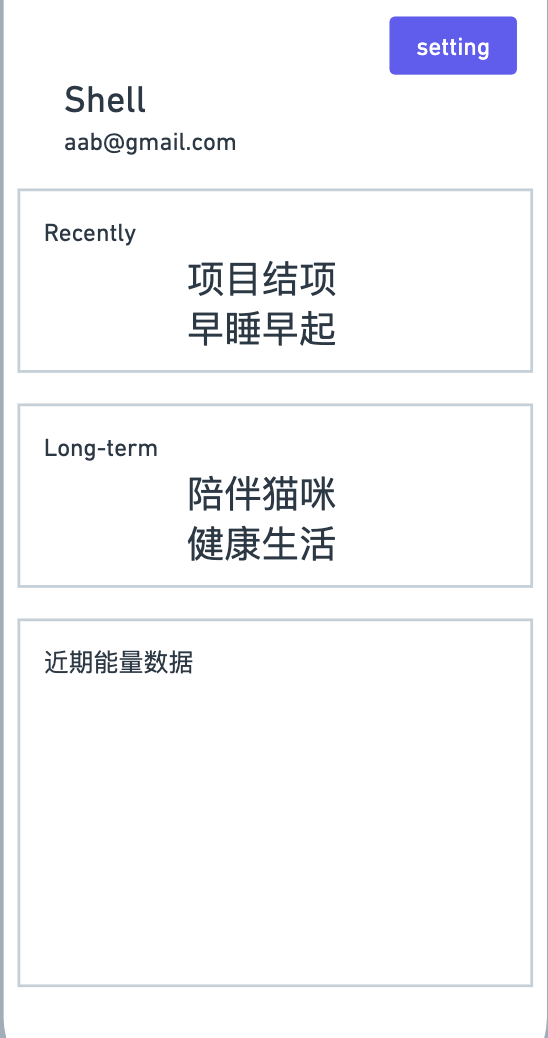 setting
Shell
aab@gmail.com
Recently
项目结项
早睡早起
Long-term
陪伴猫咪
健康生活
近期能量数据